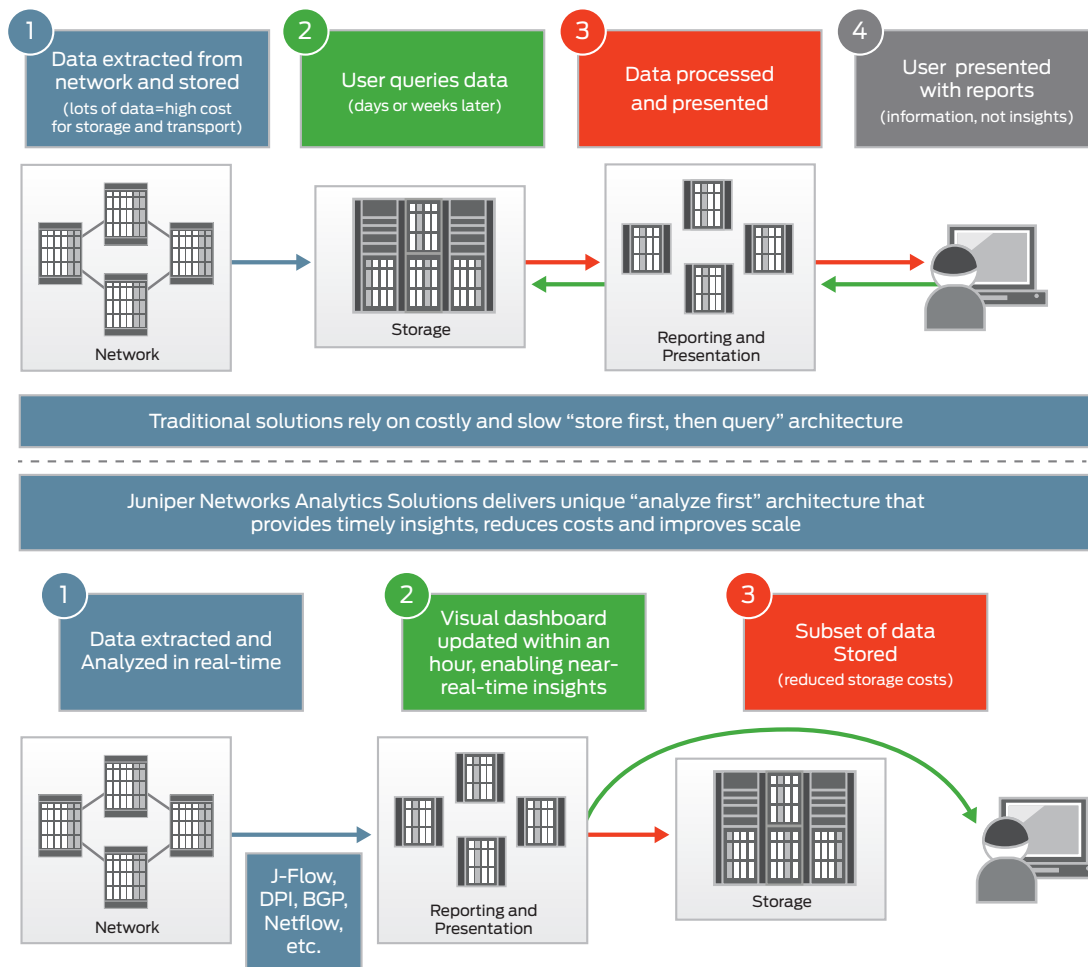 1
Data extracted from
network and stored
(lots of data=high cost
for storage and transport)
2
User queries data
(days or weeks later)
3
Data processed
and presented
4
User presented
with reports
(information, not insights)
Network
Storage
Reporting and
Presentation
Traditional solutions rely on costly and slow “store first, then query” architecture
Juniper Networks Analytics Solutions delivers unique “analyze first” architecture that
provides timely insights, reduces costs and improves scale
1
Data extracted and
Analyzed in real-time
2
Visual dashboard
updated within an
hour, enabling near-
real-time insights
3
Subset of data
Stored
(reduced storage costs)
Network
J-Flow,
DPI, BGP,
Netflow,
etc.
Reporting and
Presentation
Storage